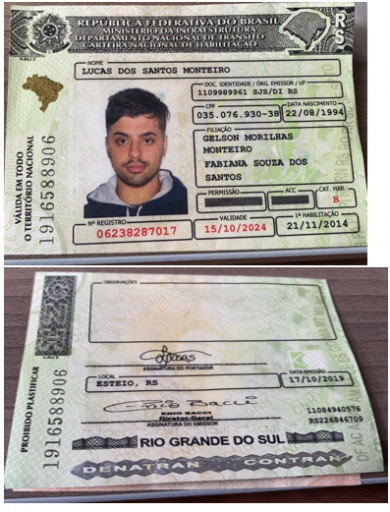 REPÚBLICA FEDERATIVA DO BRASIL
MINISTÉRIO DA INFRAESTRUTURA
DEPARTAMENTO NACIONAL DE TRÂNSITO
CARTEIRA NACIONAL DE HABILITAÇÃO
RS
NOME
LUCAS DOS SANTOS MONTEIRO
DOC. IDENTIDADE / ÓRG. EMISSOR / UF
1109989961 SJS/DI RS
CPF
035.076.930-38
DATA NASCIMENTO
22/08/1994
FILIAÇÃO
GELSON MORILHAS
MONTEIRO
FABIANA SOUZA DOS
SANTOS
PERMISSÃO
ACC
CAT. HAB.
B
Nº REGISTRO
06238287017
VALIDADE
15/10/2024
1ª HABILITAÇÃO
21/11/2014
VÁLIDA EM TODO
O TERRITÓRIO NACIONAL
1916588906
OBSERVAÇÕES
ASSINATURA DO PORTADOR
LOCAL
ESTEIO, RS
DATA EMISSÃO
17/10/2019
ENIO BACCI
Diretor-Geral
ASSINATURA DO EMISSOR
11084940576
RS226846709
PROIBIDO PLASTIFICAR
1916588906
RIO GRANDE DO SUL
DENATRAN CONTRAN